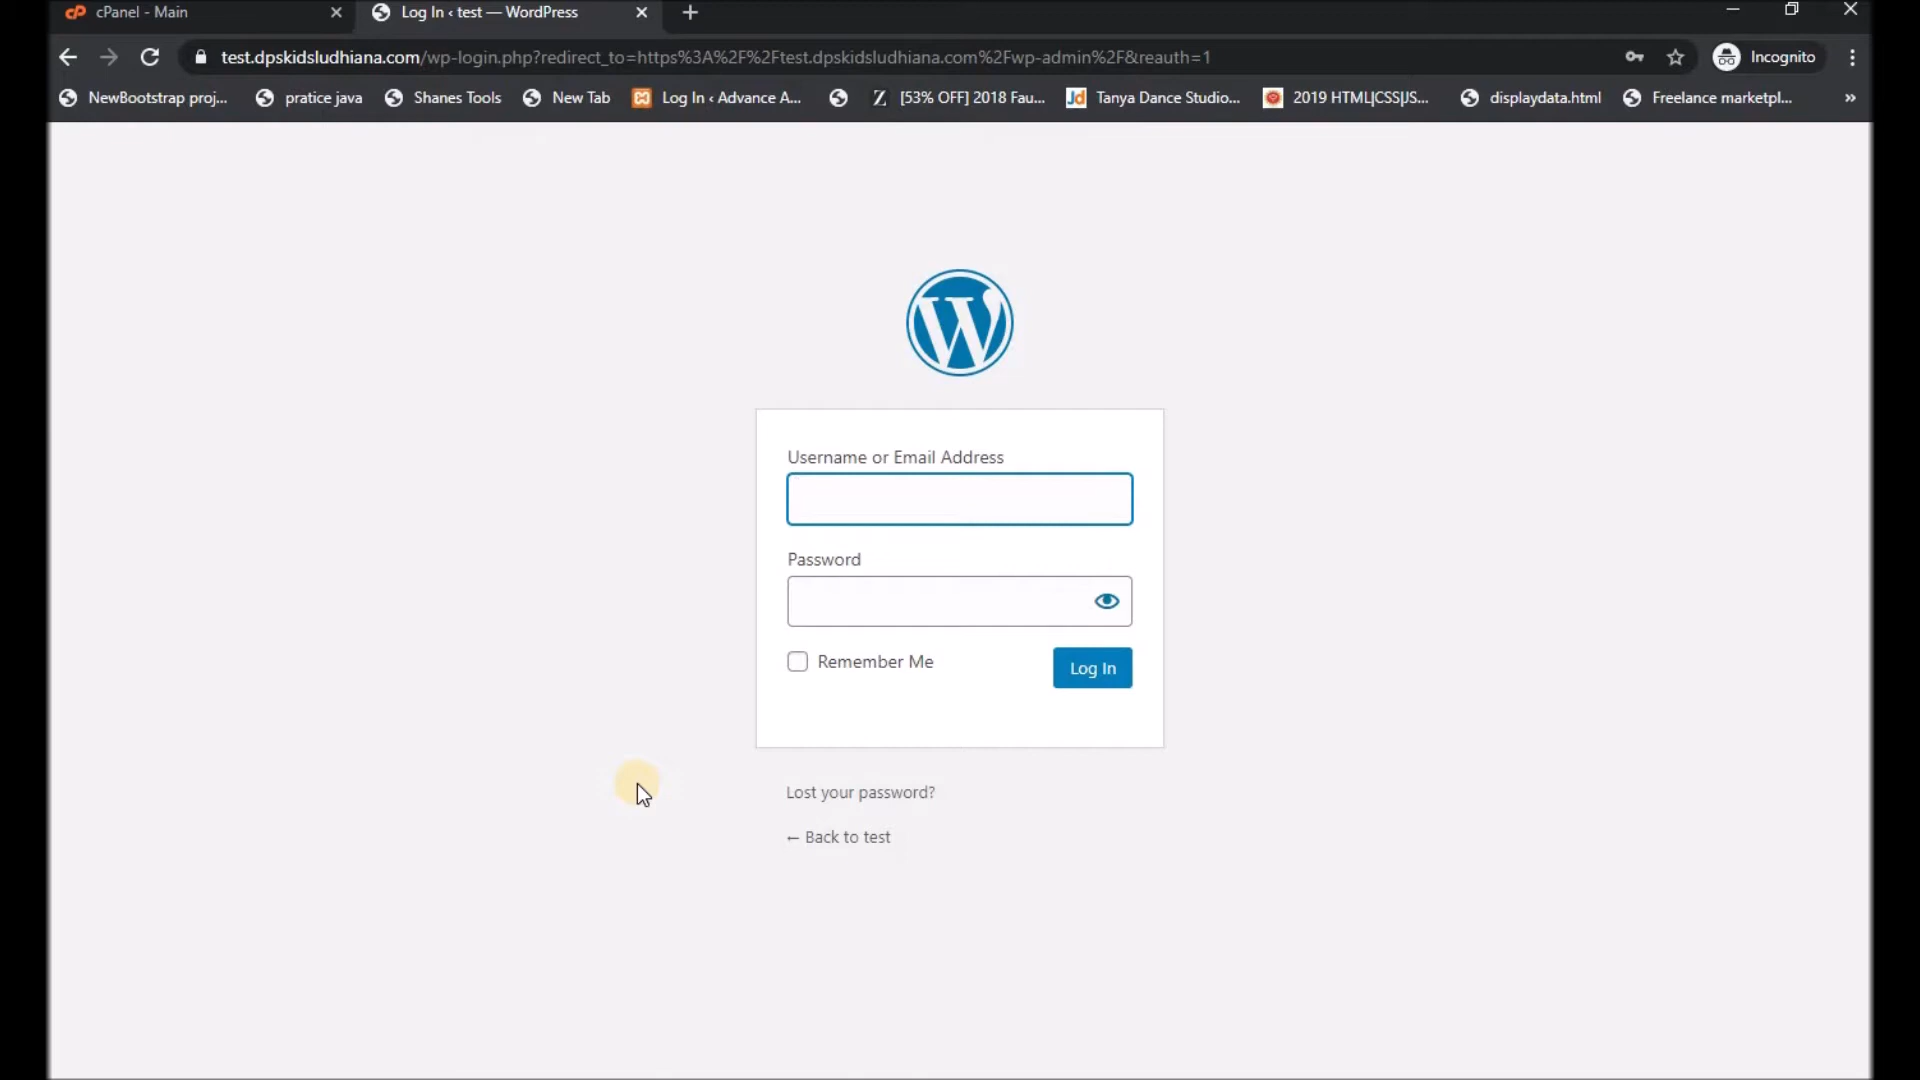 cPanel - Main
Log In ‹ test — WordPress
test.dpskidsludhiana.com/wp-login.php?redirect_to=https%3A%2F%2Ftest.dpskidsludhiana.com%2Fwp-admin%2F&reauth=1
Incognito
NewBootstrap proj... pratice java Shanes Tools New Tab Log In ‹ Advance A... [53% OFF] 2018 Fau... Tanya Dance Studio... 2019 HTML|CSS|JS... displaydata.html Freelance marketpl... »
Username or Email Address
Password
Remember Me
Log In
Lost your password?
← Back to test